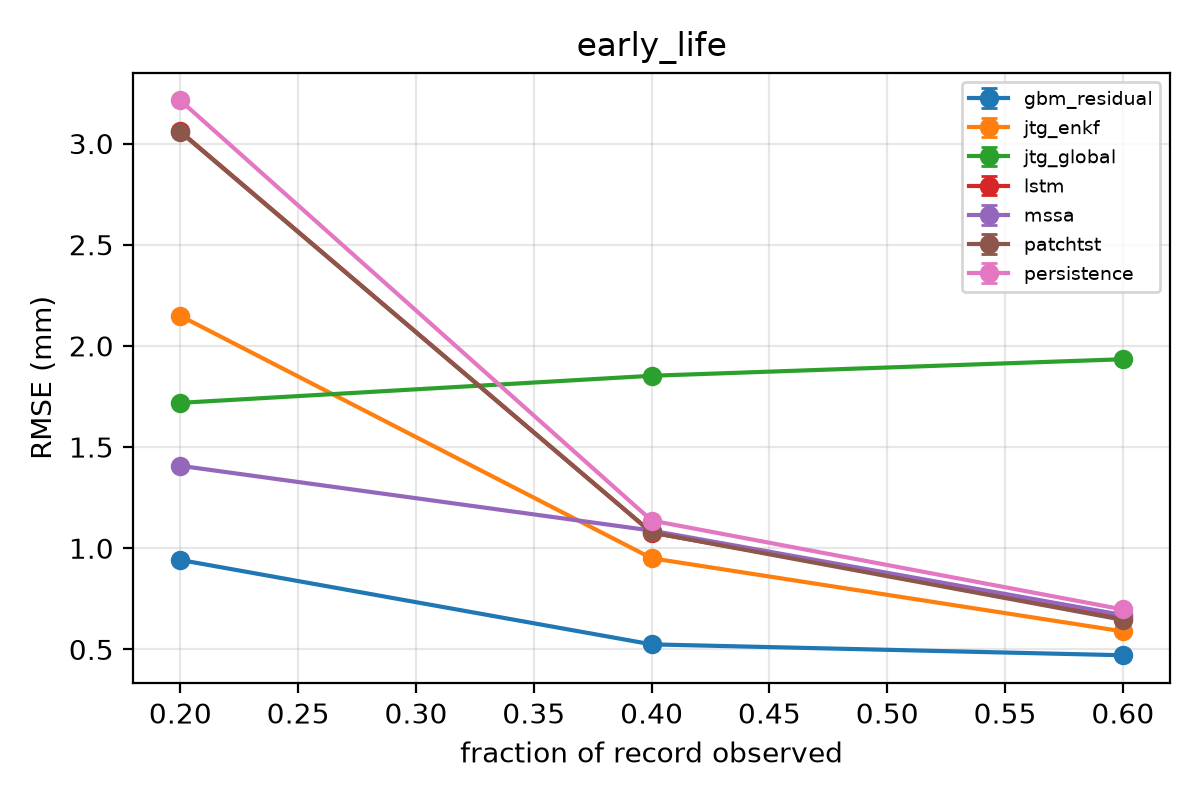 early_life
RMSE (mm)
3.0
2.5
2.0
1.5
1.0
0.5
gbm_residual
jtg_enkf
jtg_global
lstm
mssa
patchtst
persistence
0.20 0.25 0.30 0.35 0.40 0.45 0.50 0.55 0.60
fraction of record observed